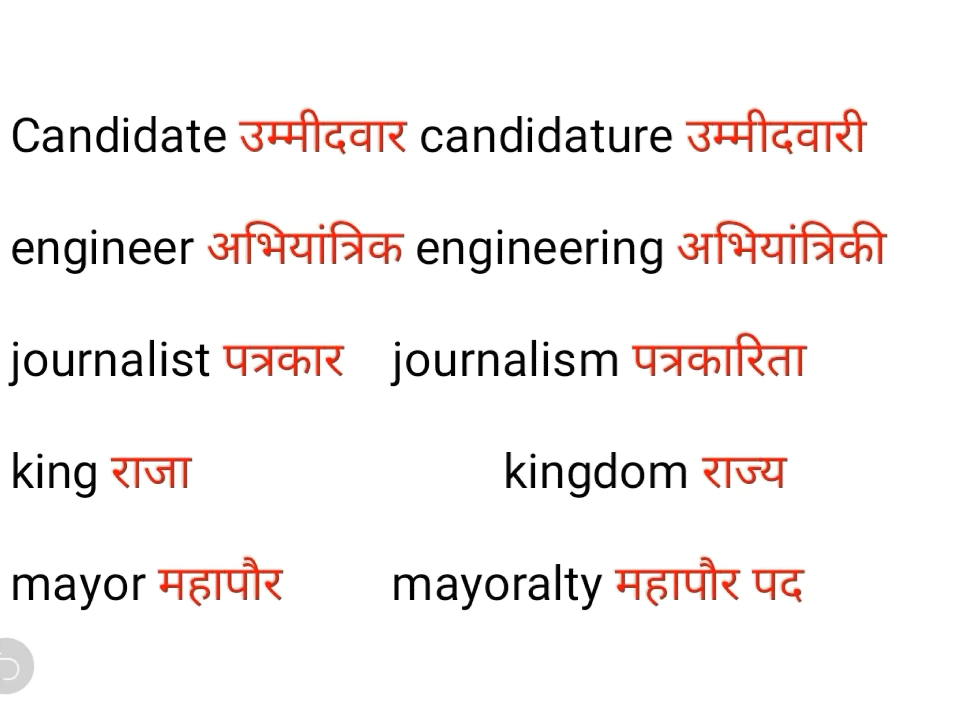 Candidate उम्मीदवार candidature उम्मीदवारी
engineer अभियांत्रिक engineering अभियांत्रिकी
journalist पत्रकार journalism पत्रकारिता
king राजा kingdom राज्य
mayor महापौर mayoralty महापौर पद